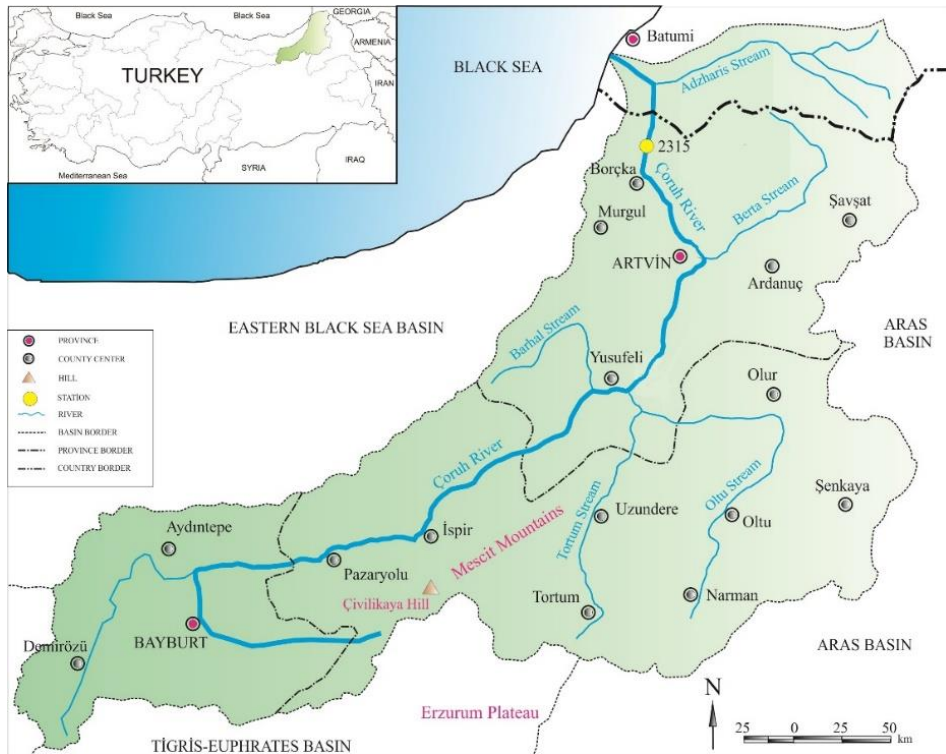 Black Sea
Black Sea
GEORGIA
ARMENIA
TURKEY
IRAN
SYRIA
IRAQ
Mediterranean Sea
BLACK SEA
Batumi
Adzharis Stream
2315
Borçka
Çoruh River
Berta Stream
Murgul
Şavşat
ARTVİN
Ardanuç
EASTERN BLACK SEA BASIN
Barhal Stream
ARAS
BASIN
Yusufeli
Olur
PROVINCE
COUNTY CENTER
HILL
STATION
RIVER
BASIN BORDER
PROVINCE BORDER
COUNTRY BORDER
Çoruh River
Oltu Stream
Şenkaya
Tortum Stream
Uzundere
Oltu
Aydıntepe
İspir
Mescit Mountains
Pazaryolu
Çivilikaya Hill
Tortum
Narman
BAYBURT
Demirözü
ARAS BASIN
N
Erzurum Plateau
TİGRIS-EUPHRATES BASIN
25 0 25 50
km